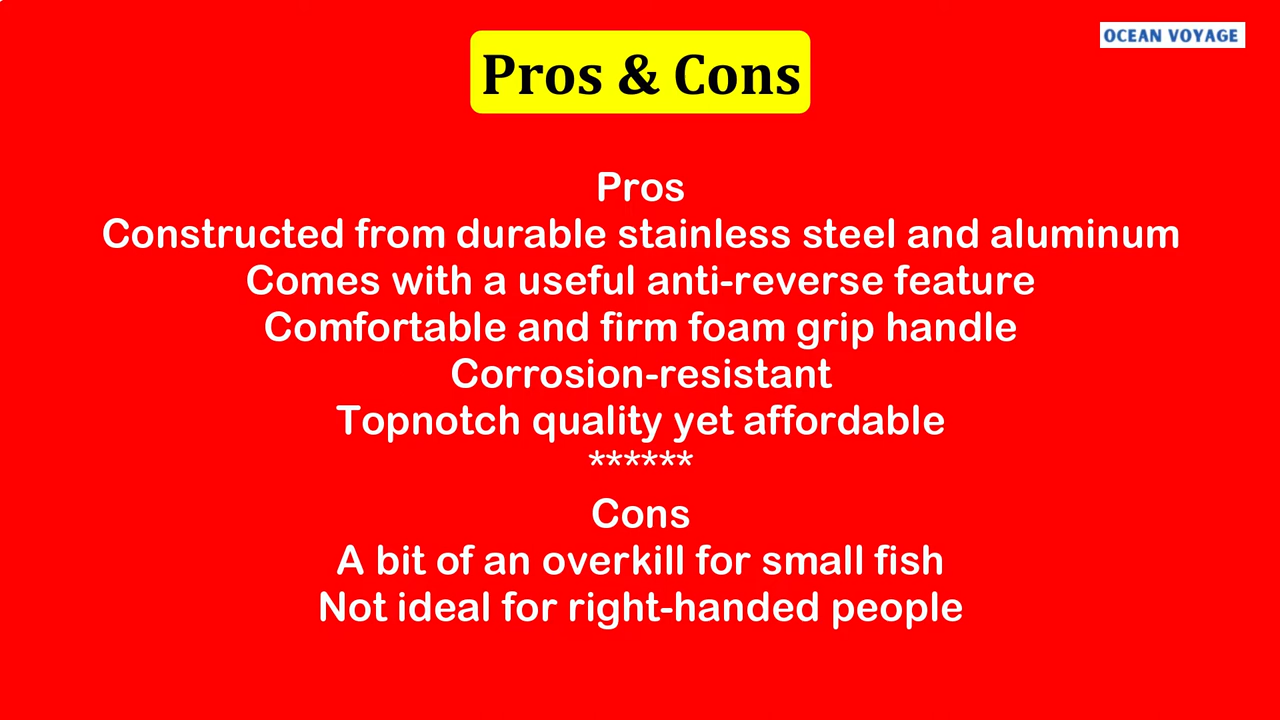 OCEAN VOYAGE
Pros & Cons
Pros
Constructed from durable stainless steel and aluminum
Comes with a useful anti-reverse feature
Comfortable and firm foam grip handle
Corrosion-resistant
Topnotch quality yet affordable
******
Cons
A bit of an overkill for small fish
Not ideal for right-handed people